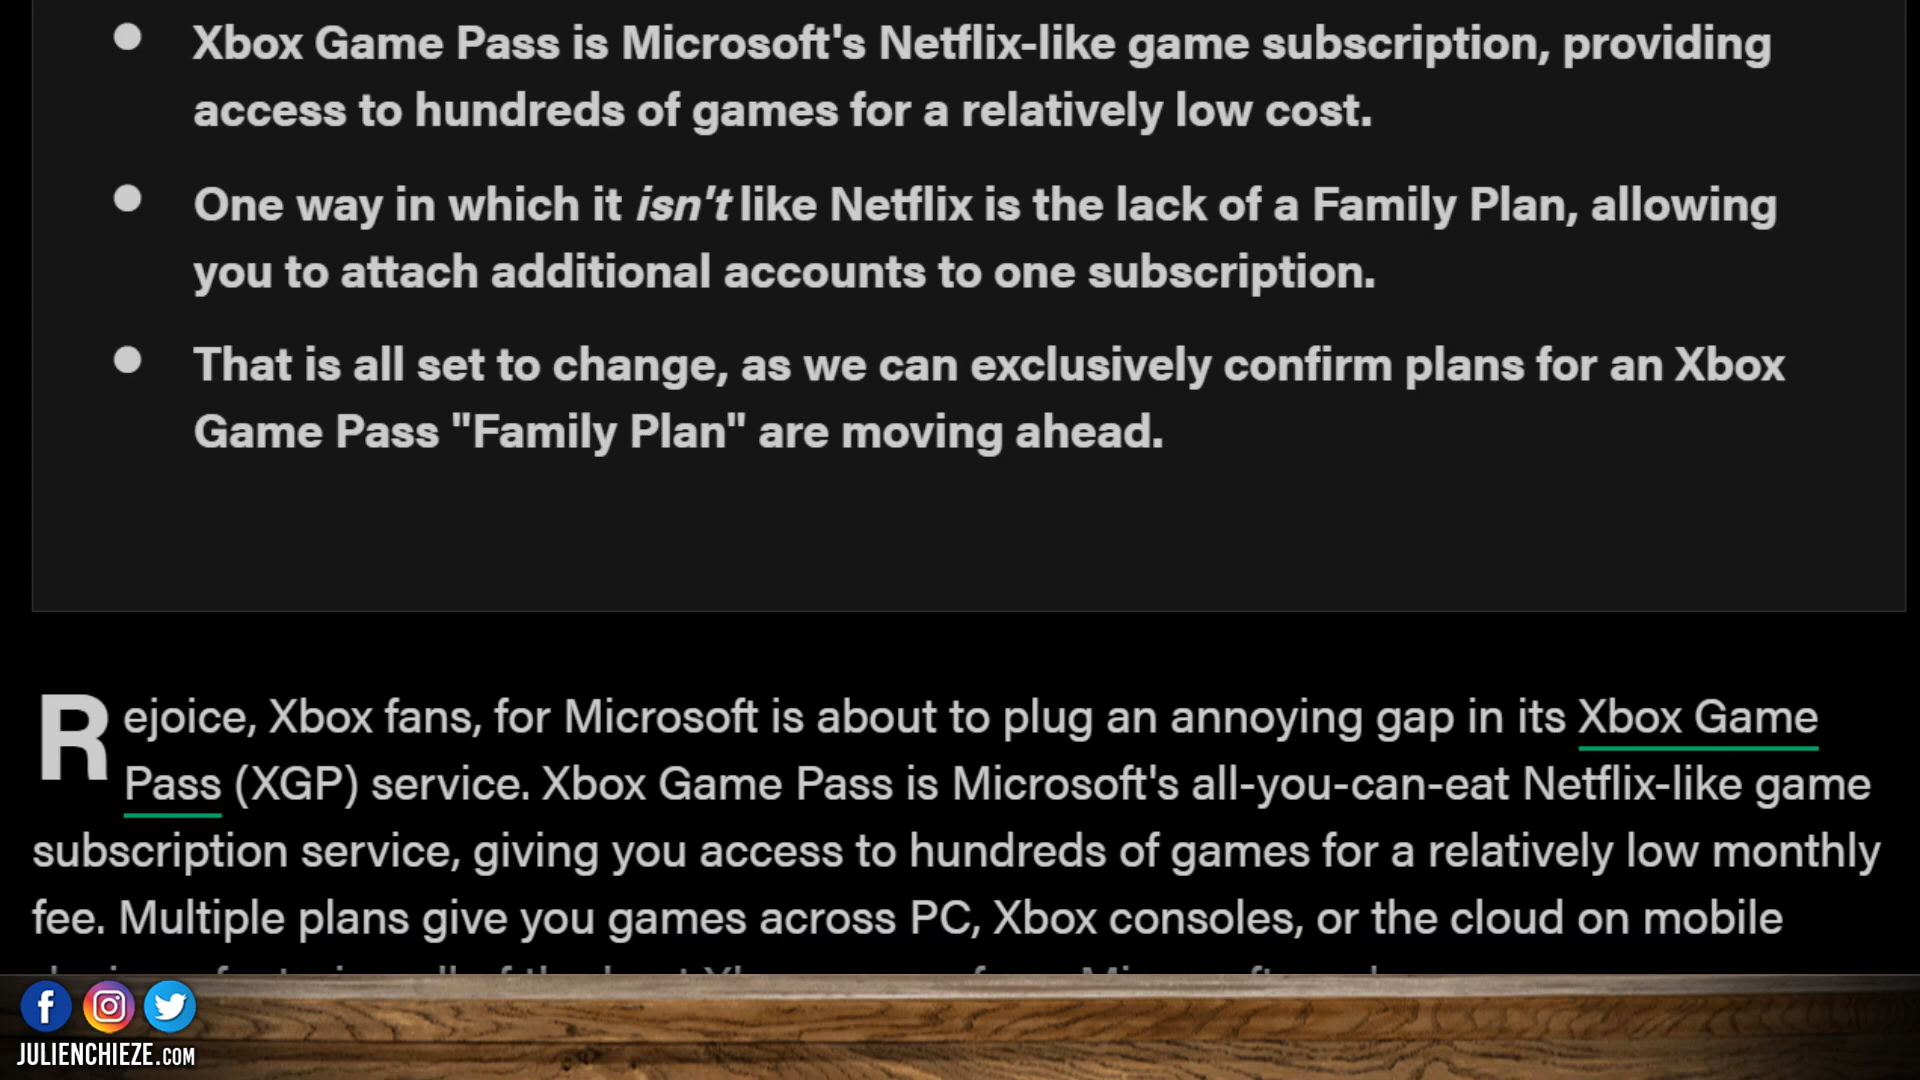 Xbox Game Pass is Microsoft's Netflix-like game subscription, providing
access to hundreds of games for a relatively low cost.
One way in which it isn't like Netflix is the lack of a Family Plan, allowing
you to attach additional accounts to one subscription.
That is all set to change, as we can exclusively confirm plans for an Xbox
Game Pass "Family Plan" are moving ahead.
Rejoice, Xbox fans, for Microsoft is about to plug an annoying gap in its Xbox Game
Pass (XGP) service. Xbox Game Pass is Microsoft's all-you-can-eat Netflix-like game
subscription service, giving you access to hundreds of games for a relatively low monthly
fee. Multiple plans give you games across PC, Xbox consoles, or the cloud on mobile
JULIENCHIEZE.COM